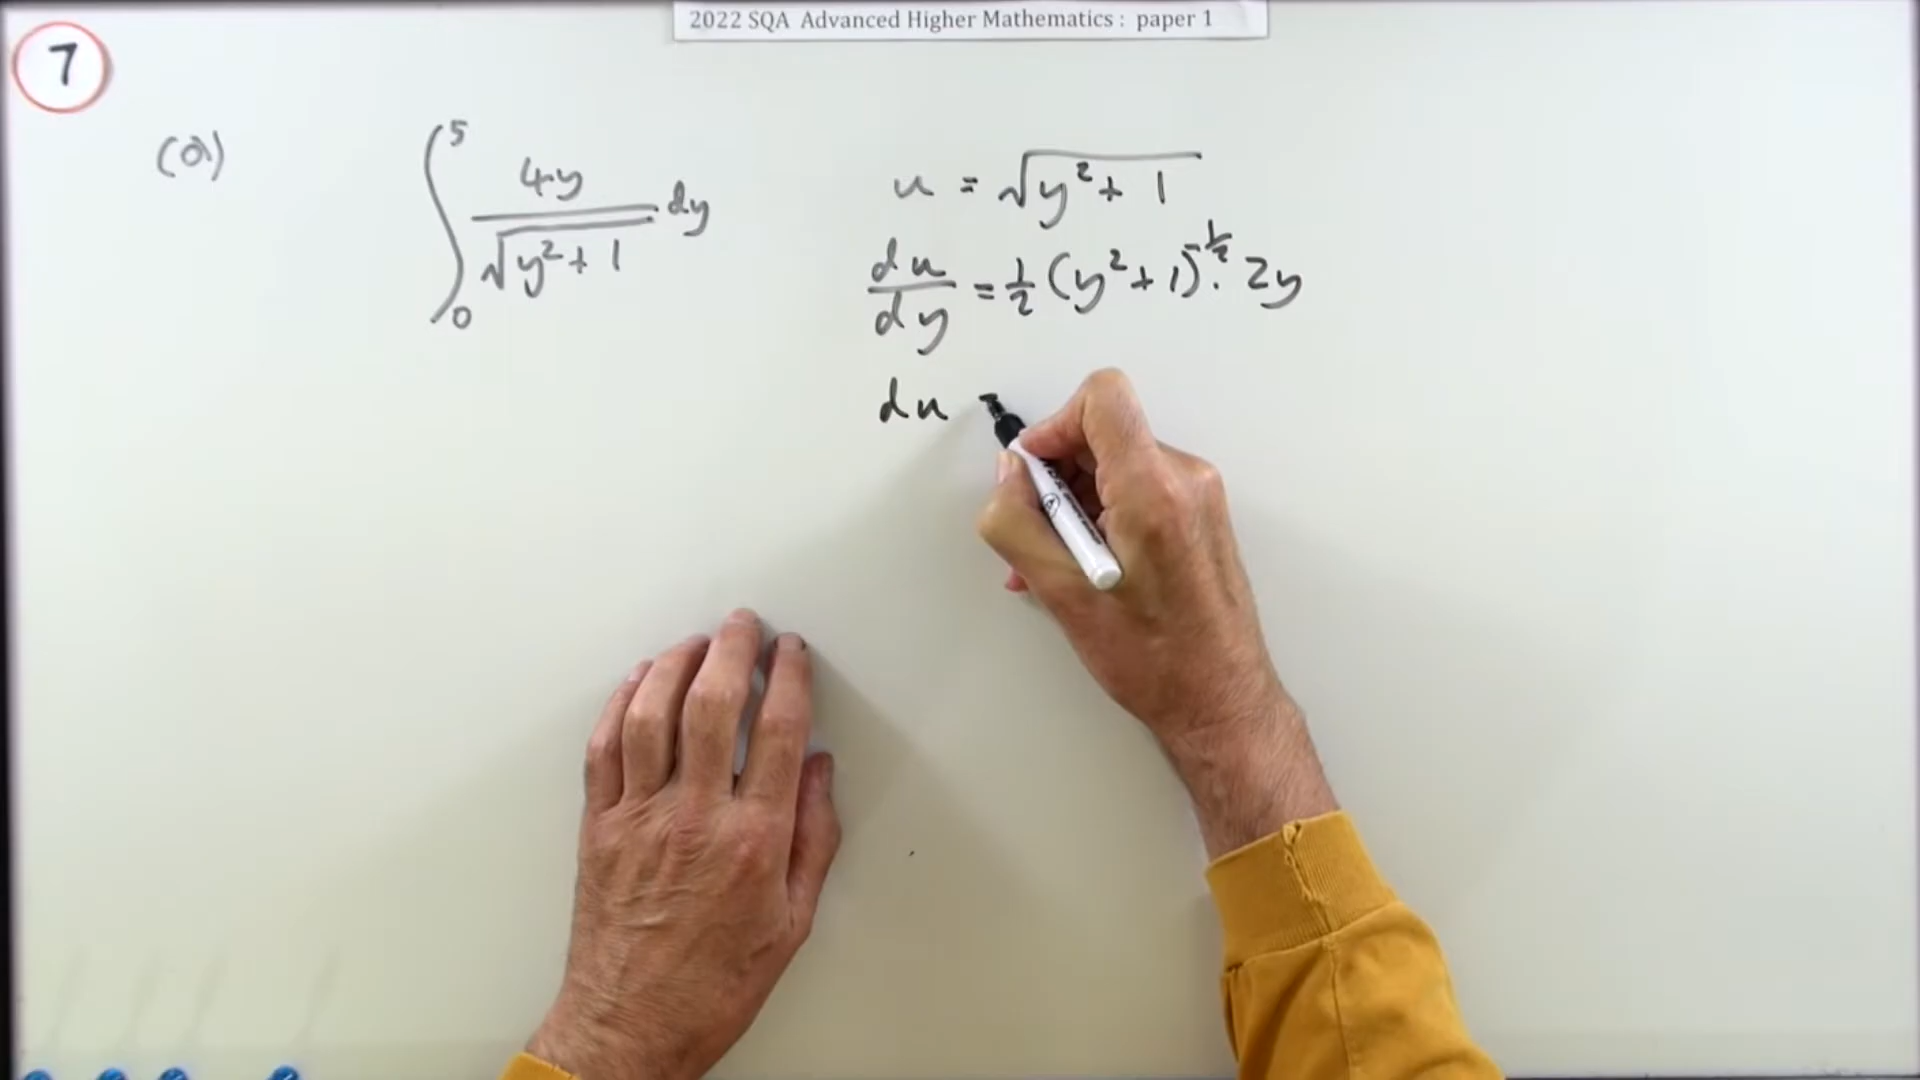 2022 SQA Advanced Higher Mathematics : paper 1
7
(a)
∫₀⁵ 4y/√(y² + 1) dy
u = √(y² + 1)
du/dy = 1/2 (y² + 1)^(-1/2) . 2y
du =